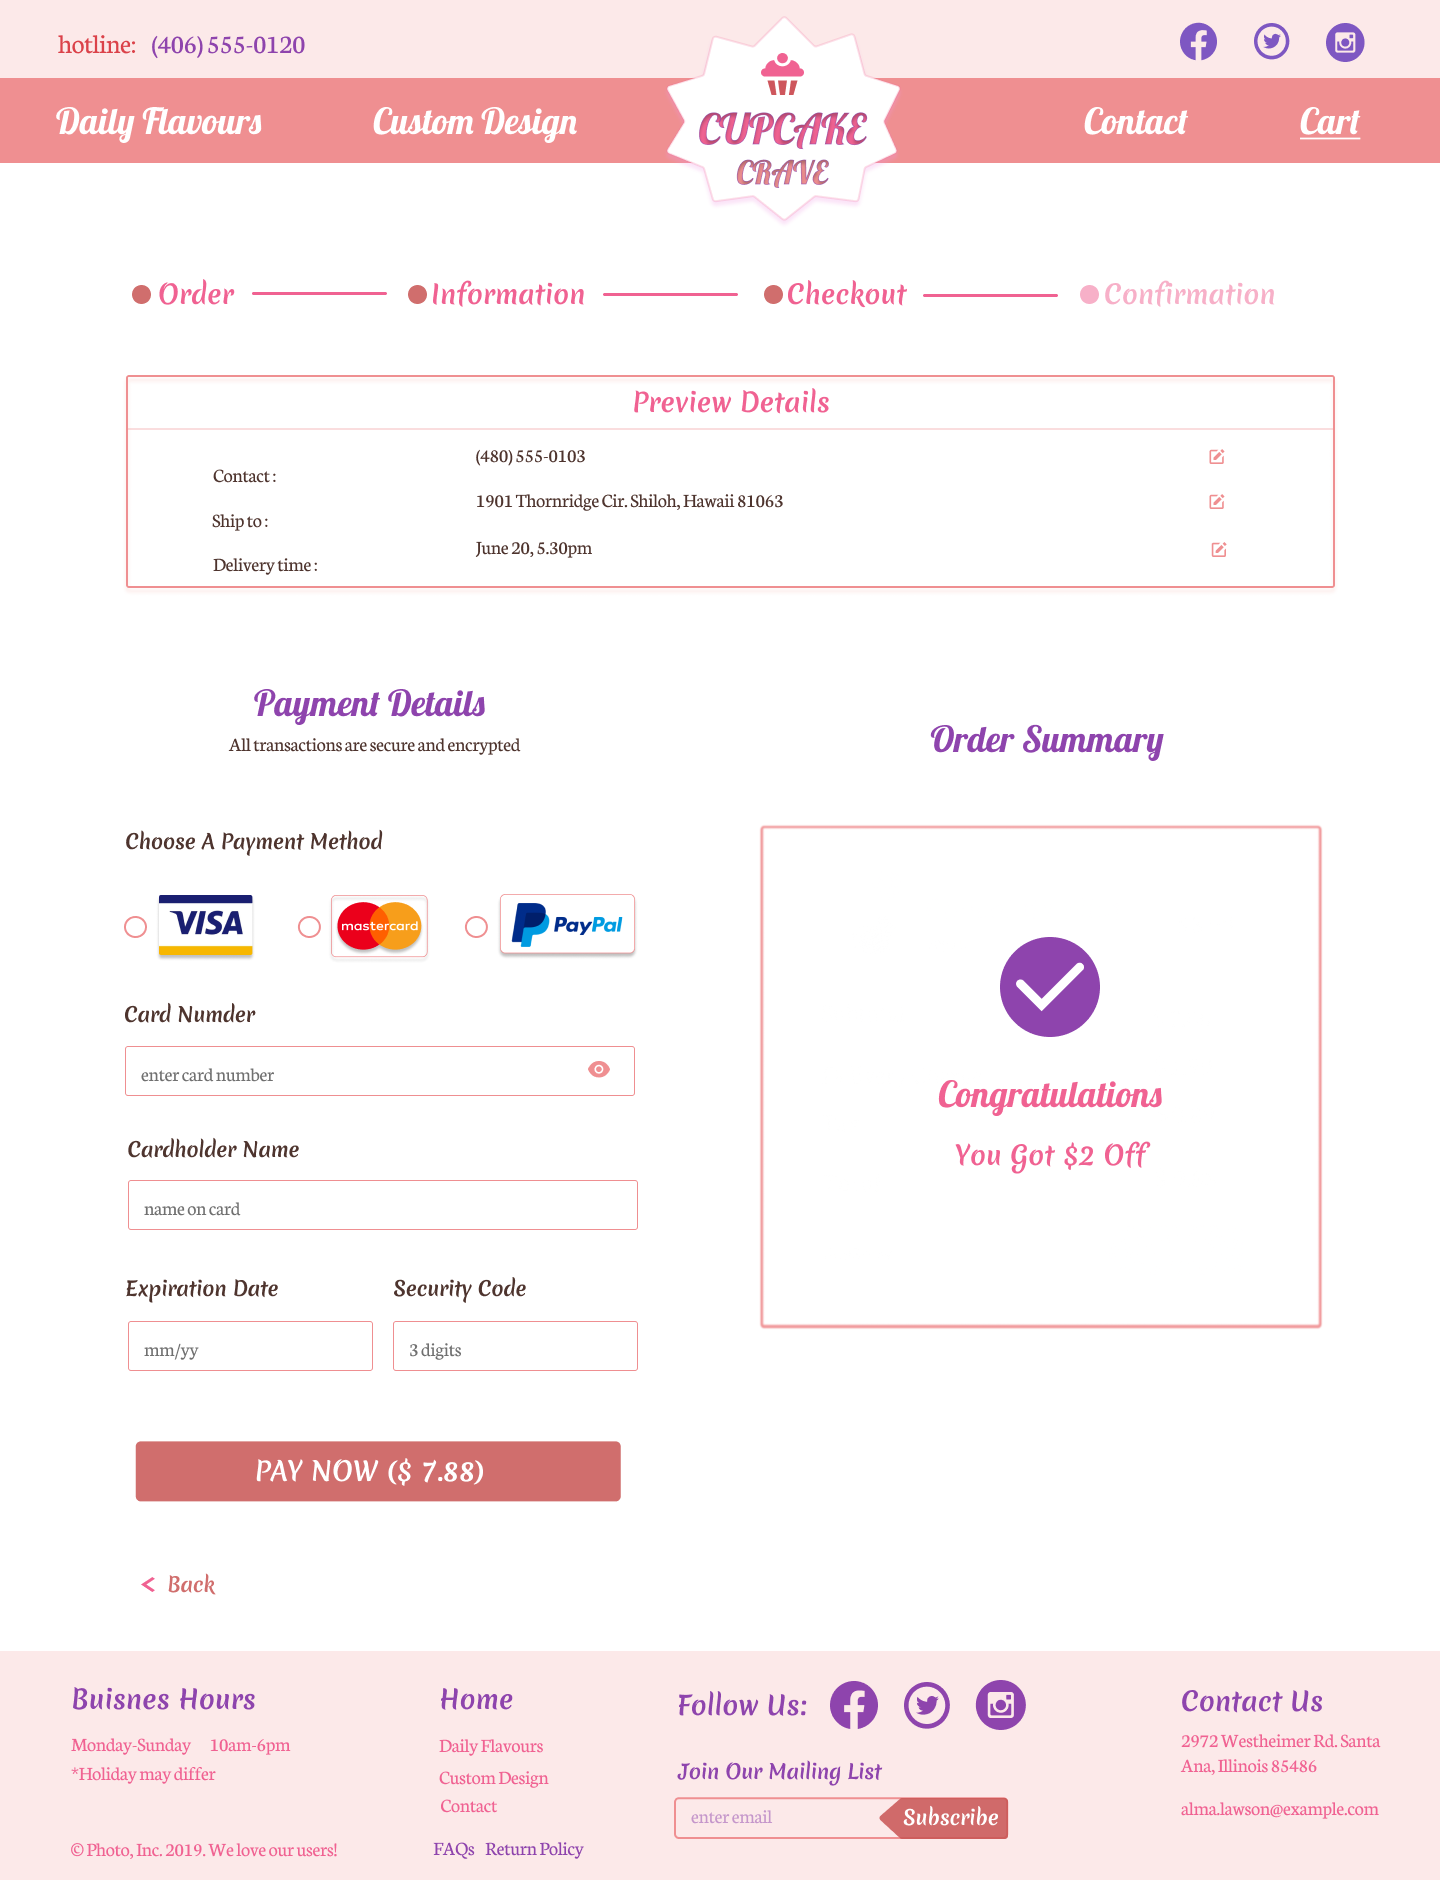 hotline: (406) 555-0120
Daily Flavours Custom Design Contact Cart
CUPCAKE
CRAVE
Order Information Checkout Confirmation
Preview Details
Contact : (480) 555-0103
Ship to : 1901 Thornridge Cir. Shiloh, Hawaii 81063
Delivery time : June 20, 5.30pm
Payment Details
All transactions are secure and encrypted
Choose A Payment Method
VISA mastercard PayPal
Card Numder
enter card number
Cardholder Name
name on card
Expiration Date Security Code
mm/yy 3 digits
PAY NOW ($ 7.88)
< Back
Order Summary
Congratulations
You Got $2 Off
Buisnes Hours
Monday-Sunday 10am-6pm
*Holiday may differ
© Photo, Inc. 2019. We love our users!
Home
Daily Flavours
Custom Design
Contact
FAQs Return Policy
Follow Us:
Join Our Mailing List
enter email Subscribe
Contact Us
2972 Westheimer Rd. Santa
Ana, Illinois 85486
alma.lawson@example.com